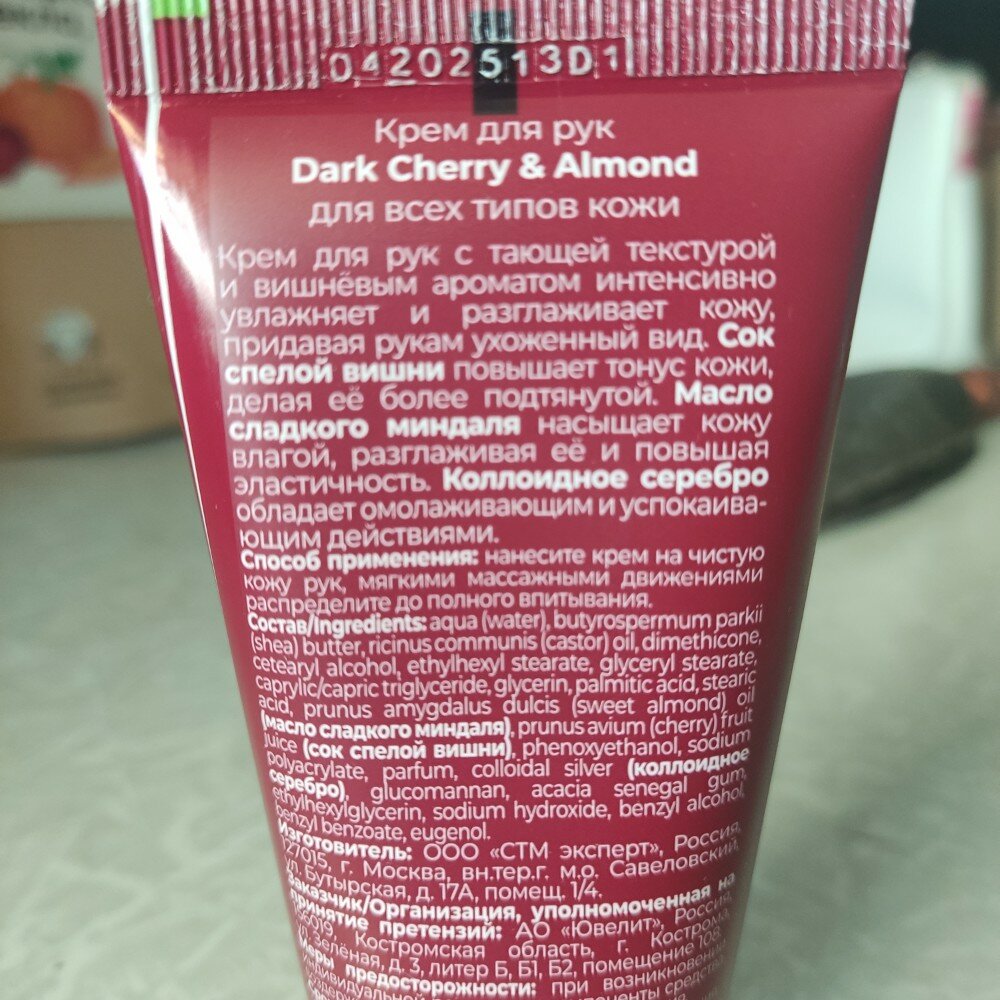 04202513D1
Крем для рук
Dark Cherry & Almond
для всех типов кожи
Крем для рук с тающей текстурой
и вишнёвым ароматом интенсивно
увлажняет и разглаживает кожу,
придавая рукам ухоженный вид. Сок
спелой вишни повышает тонус кожи,
делая её более подтянутой. Масло
сладкого миндаля насыщает кожу
влагой, разглаживая её и повышая
эластичность. Коллоидное серебро
обладает омолаживающим и успокаива-
ющим действиями.
Способ применения: нанесите крем на чистую
кожу рук, мягкими массажными движениями
распределите до полного впитывания.
Состав/Ingredients: aqua (water), butyrospermum parkii
(shea) butter, ricinus communis (castor) oil, dimethicone,
cetearyl alcohol, ethylhexyl stearate, glyceryl stearate,
caprylic/capric triglyceride, glycerin, palmitic acid, stearic
acid, prunus amygdalus dulcis (sweet almond) oil
(масло сладкого миндаля), prunus avium (cherry) fruit
juice (сок спелой вишни), phenoxyethanol, sodium
polyacrylate, parfum, colloidal silver (коллоидное
серебро), glucomannan, acacia senegal gum,
ethylhexylglycerin, sodium hydroxide, benzyl alcohol,
benzyl benzoate, eugenol.
Изготовитель: ООО «СТМ эксперт», Россия,
127015, г. Москва, вн.тер.г. м.о. Савеловский,
ул. Бутырская, д. 17А, помещ. 1/4.
Заказчик/Организация, уполномоченная на
принятие претензий: АО «Ювелит», Россия,
Костромская область, г. Кострома,
ул. Зелёная, д. 3, литер Б, Б1, Б2, Помещение 108.
Меры предосторожности: при возникновении
компоненты средства